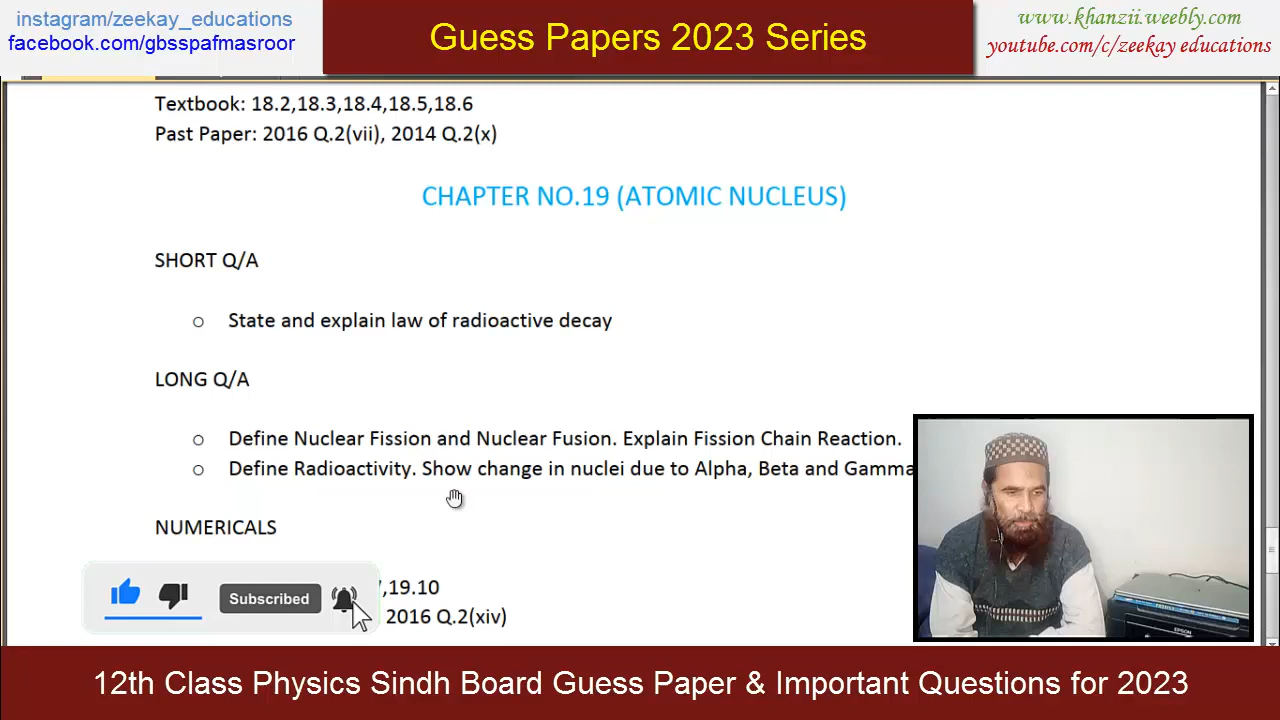 instagram/zeekay_educations
facebook.com/gbsspafmasroor
Guess Papers 2023 Series
www.khanzii.weebly.com
youtube.com/c/zeekay educations
Textbook: 18.2,18.3,18.4,18.5,18.6
Past Paper: 2016 Q.2(vii), 2014 Q.2(x)
CHAPTER NO.19 (ATOMIC NUCLEUS)
SHORT Q/A
o State and explain law of radioactive decay
LONG Q/A
o Define Nuclear Fission and Nuclear Fusion. Explain Fission Chain Reaction.
o Define Radioactivity. Show change in nuclei due to Alpha, Beta and Gamma
NUMERICALS
,19.10
Subscribed
2016 Q.2(xiv)
EPSON
12th Class Physics Sindh Board Guess Paper & Important Questions for 2023